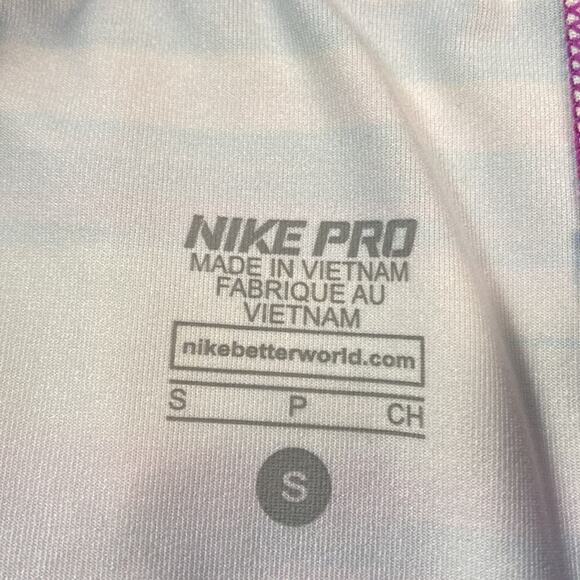 NIKE PRO
MADE IN VIETNAM
FABRIQUE AU
VIETNAM
nikebetterworld.com
S P CH
S